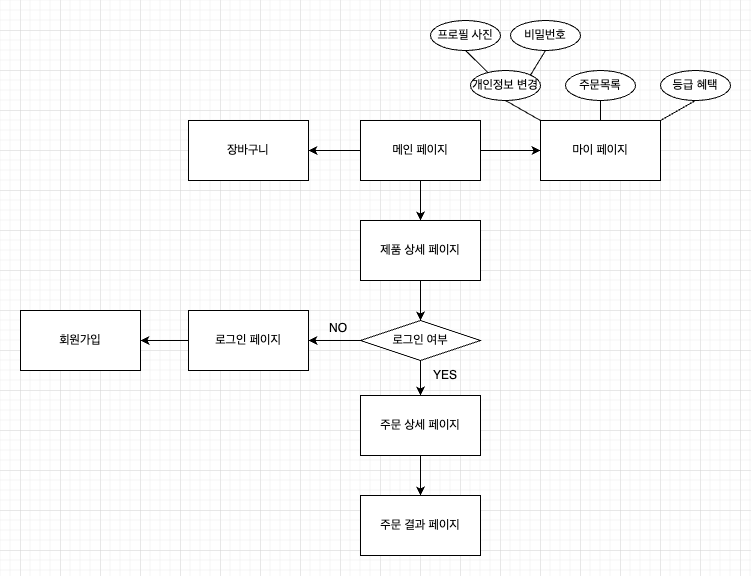 프로필 사진
비밀번호
개인정보 변경
주문목록
등급 혜택
장바구니
메인 페이지
마이 페이지
제품 상세 페이지
회원가입
로그인 페이지
NO
로그인 여부
YES
주문 상세 페이지
주문 결과 페이지